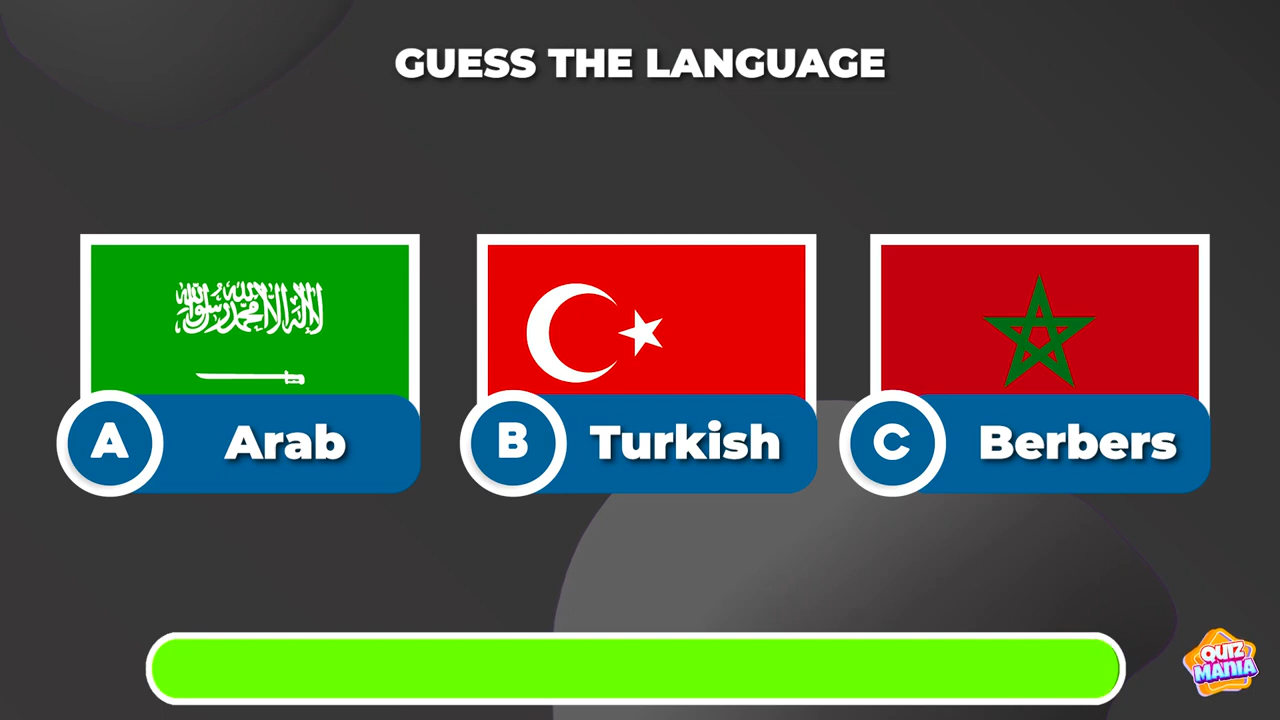 GUESS THE LANGUAGE
لا إله إلا الله محمد رسول الله
A Arab
B Turkish
C Berbers
QUIZ
MANIA